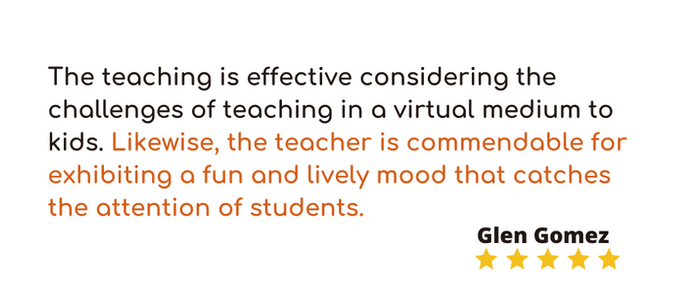 The teaching is effective considering the
challenges of teaching in a virtual medium to
kids. Likewise, the teacher is commendable for
exhibiting a fun and lively mood that catches
the attention of students.
Glen Gomez